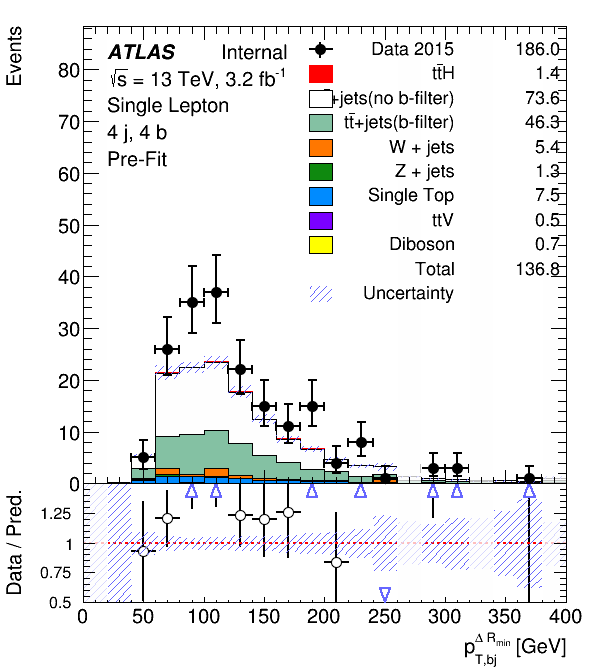 Events
ATLAS Internal
√s = 13 TeV, 3.2 fb-1
Single Lepton
4 j, 4 b
Pre-Fit
Data 2015 186.0
tt̄H 1.4
+jets(no b-filter) 73.6
tt̄+jets(b-filter) 46.3
W + jets 5.4
Z + jets 1.3
Single Top 7.5
ttV 0.5
Diboson 0.7
Total 136.8
Uncertainty
80
70
60
50
40
30
20
10
0
Data / Pred.
1.25
1
0.75
0.5
0 50 100 150 200 250 300 350 400
p_{T,bj}^{Δ R_{min}} [GeV]